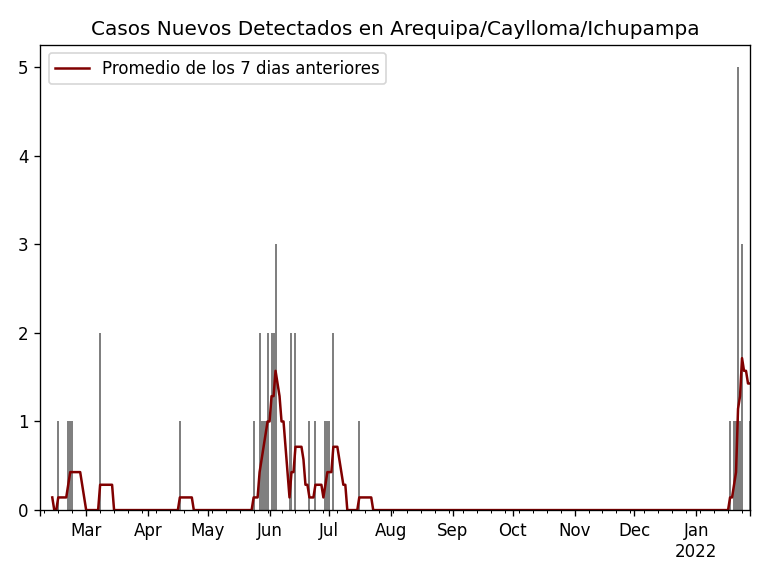 Casos Nuevos Detectados en Arequipa/Caylloma/Ichupampa
Promedio de los 7 dias anteriores
5
4
3
2
1
0
Mar Apr May Jun Jul Aug Sep Oct Nov Dec Jan
2022